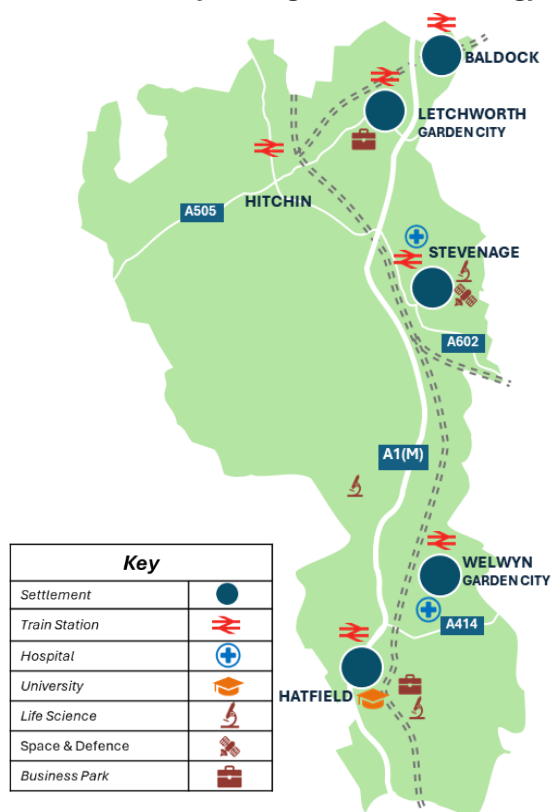 BALDOCK
LETCHWORTH
GARDEN CITY
HITCHIN
A505
STEVENAGE
A602
A1(M)
WELWYN
GARDEN CITY
A414
HATFIELD
Key
Settlement
Train Station
Hospital
University
Life Science
Space & Defence
Business Park